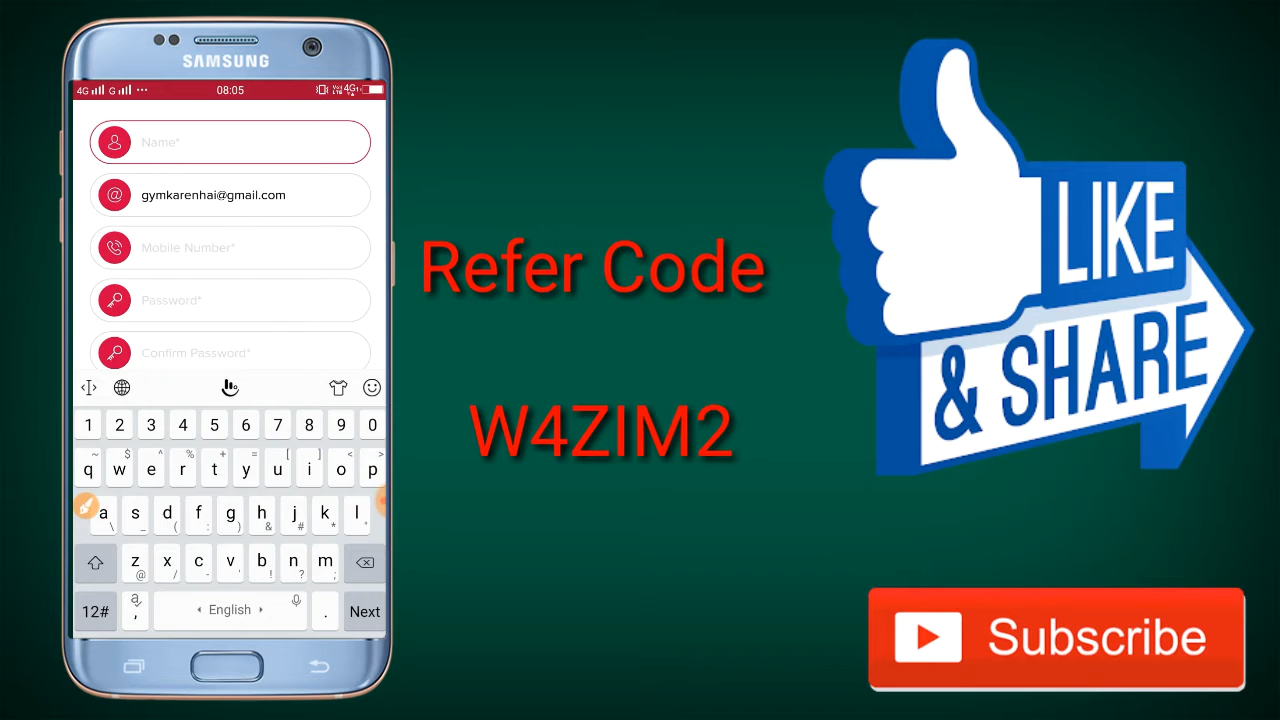 SAMSUNG
4G G ... 08:05 4G
Name*
gymkarenhai@gmail.com
Mobile Number*
Password*
Confirm Password*
1 2 3 4 5 6 7 8 9 0
~ $ ^ % + = [ ] < >
q w e r t y u i o p
a s d f g h j k l
\ _ ( : ) & # * '
z x c v b n m
@ / - ' ! ? ;
12# a , English . Next
Refer Code
W4ZIM2
LIKE
& SHARE
Subscribe